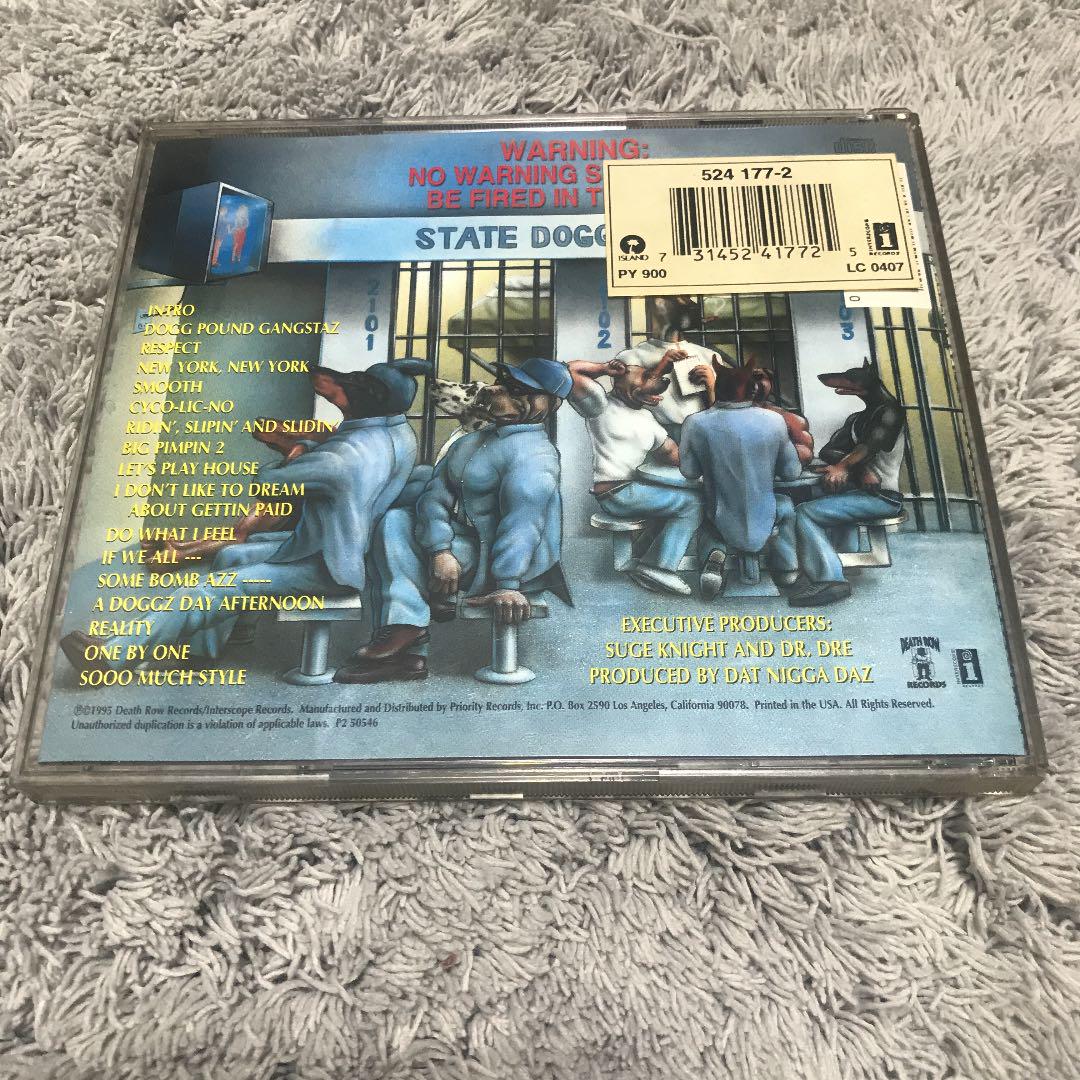 WARNING:
NO WARNING S
BE FIRED IN T
STATE DOGG
524 177-2
ISLAND
7 31452 41772 5
INTERSCOPE
RECORDS
PY 900
LC 0407
2101
02
03
INTRO
DOGG POUND GANGSTAZ
RESPECT
NEW YORK, NEW YORK
SMOOTH
CYCO-LIC-NO
RIDIN', SLIPIN' AND SLIDIN'
BIG PIMPIN 2
LET'S PLAY HOUSE
I DON'T LIKE TO DREAM
ABOUT GETTIN PAID
DO WHAT I FEEL
IF WE ALL ---
SOME BOMB AZZ -----
A DOGGZ DAY AFTERNOON
REALITY
ONE BY ONE
SOOO MUCH STYLE
EXECUTIVE PRODUCERS:
SUGE KNIGHT AND DR. DRE
PRODUCED BY DAT NIGGA DAZ
DEATH ROW
RECORDS
INTERSCOPE
RECORDS
℗©1995 Death Row Records/Interscope Records. Manufactured and Distributed by Priority Records, Inc. P.O. Box 2590 Los Angeles, California 90078. Printed in the USA. All Rights Reserved.
Unauthorized duplication is a violation of applicable laws. P2 50546